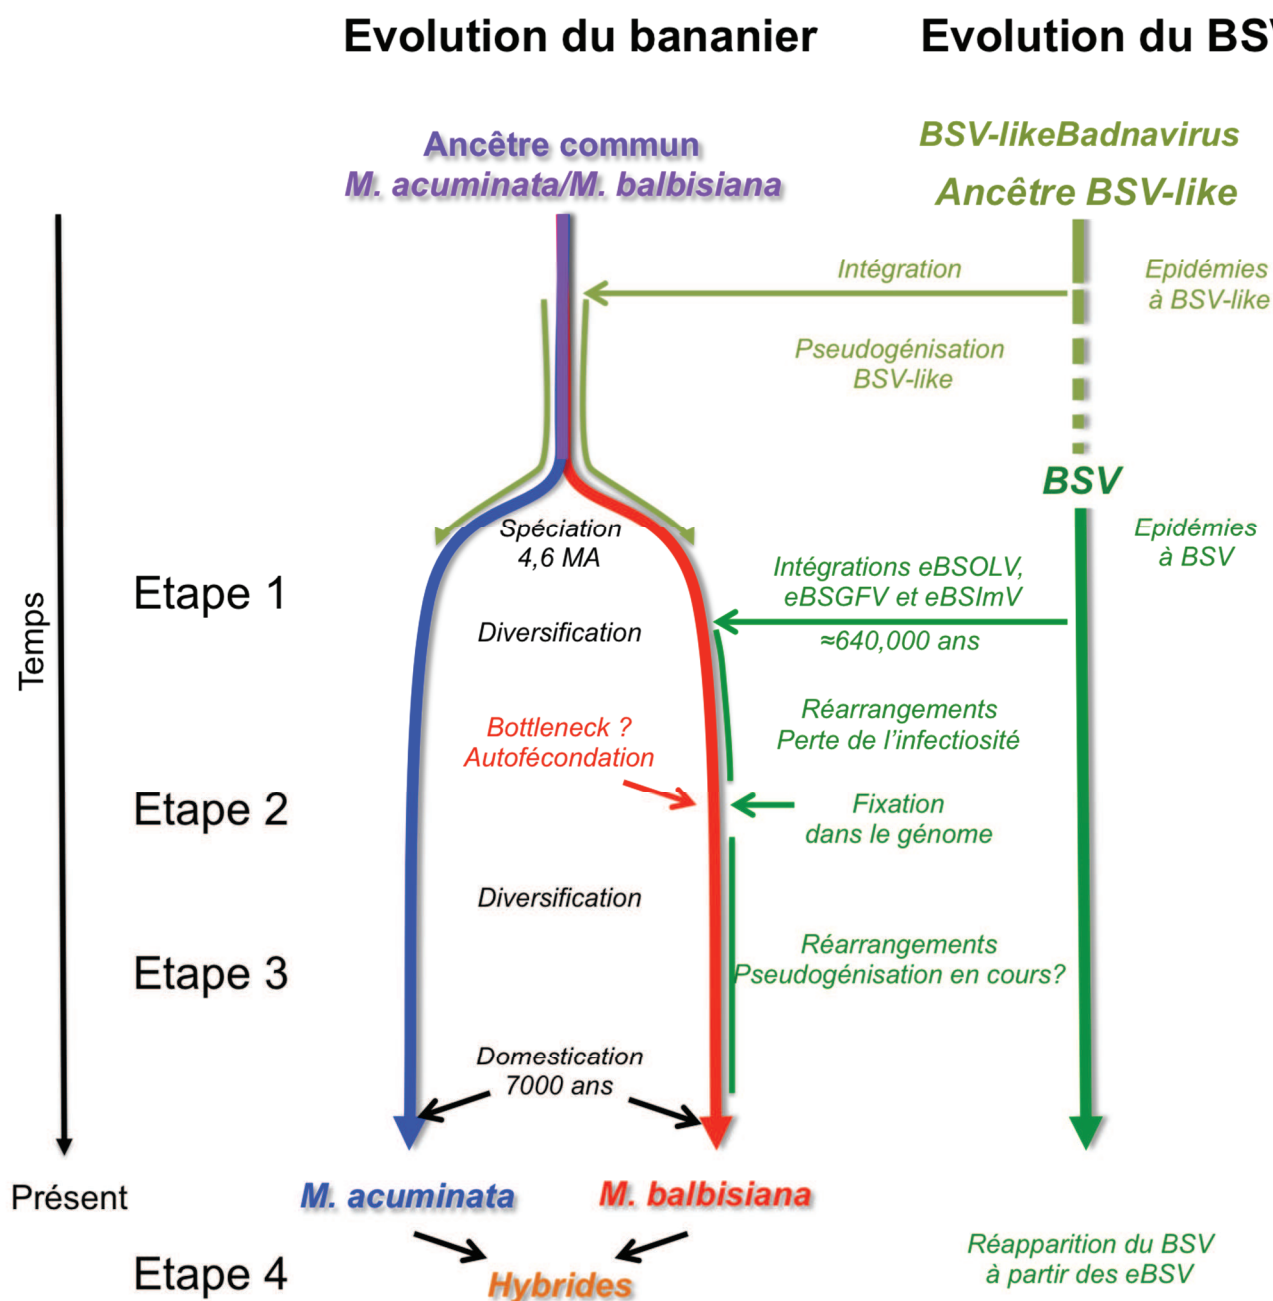 Evolution du bananier
Evolution du BSV
Ancêtre commun
M. acuminata/M. balbisiana
BSV-likeBadnavirus
Ancêtre BSV-like
Intégration
Epidémies
à BSV-like
Pseudogénisation
BSV-like
BSV
Temps
Spéciation
4,6 MA
Epidémies
à BSV
Etape 1
Intégrations eBSOLV,
eBSGFV et eBSImV
≈640,000 ans
Diversification
Bottleneck ?
Autofécondation
Réarrangements
Perte de l'infectiosité
Etape 2
Fixation
dans le génome
Diversification
Etape 3
Réarrangements
Pseudogénisation en cours?
Domestication
7000 ans
Présent
M. acuminata
M. balbisiana
Etape 4
Hybrides
Réapparition du BSV
à partir des eBSV